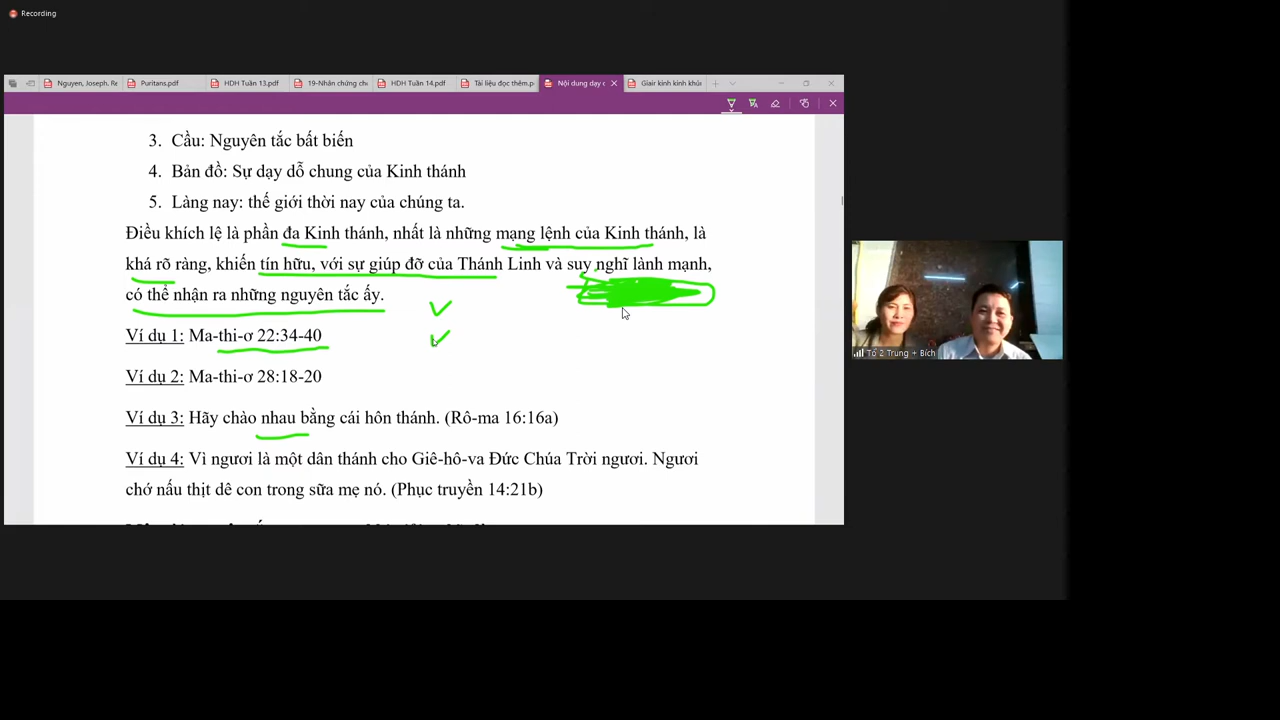 Recording
Nguyen, Joseph. Re
Puritans.pdf
HDH Tuần 13.pdf
19-Nhân chứng chu
HDH Tuần 14.pdf
Tài liệu đọc thêm.p
Nội dung dạy c
Giair kinh kinh khú
3. Cầu: Nguyên tắc bất biến
4. Bản đồ: Sự dạy dỗ chung của Kinh thánh
5. Làng nay: thế giới thời nay của chúng ta.
Điều khích lệ là phần đa Kinh thánh, nhất là những mạng lệnh của Kinh thánh, là
khá rõ ràng, khiến tín hữu, với sự giúp đỡ của Thánh Linh và suy nghĩ lành mạnh,
có thể nhận ra những nguyên tắc ấy.
Ví dụ 1: Ma-thi-ơ 22:34-40
Ví dụ 2: Ma-thi-ơ 28:18-20
Ví dụ 3: Hãy chào nhau bằng cái hôn thánh. (Rô-ma 16:16a)
Ví dụ 4: Vì ngươi là một dân thánh cho Giê-hô-va Đức Chúa Trời ngươi. Ngươi
chớ nấu thịt dê con trong sữa mẹ nó. (Phục truyền 14:21b)
Tổ 2 Trung + Bích